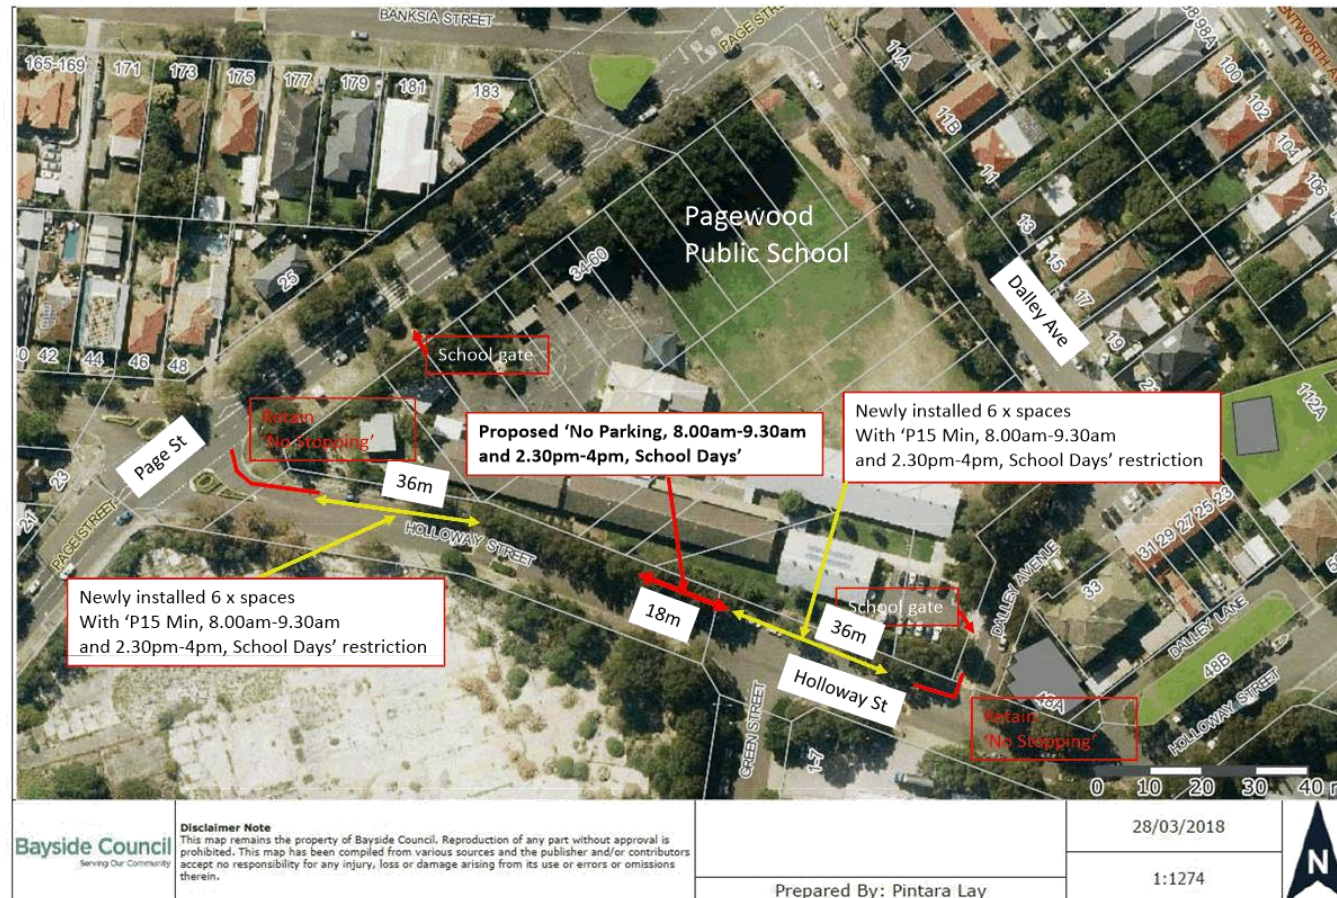 BANKSIA STREET
PAGE STR
165-169
171
173
175
177
179
181
183
11A
98A
100
102
104
106
11B
11
13
15
17
19
Pagewood
Public School
34-60
25
Dalley Ave
42
44
46
48
School gate
112A
Retain
'No Stopping'
Proposed 'No Parking, 8.00am-9.30am
and 2.30pm-4pm, School Days'
Newly installed 6 x spaces
With 'P15 Min, 8.00am-9.30am
and 2.30pm-4pm, School Days' restriction
Page St
23
21
PAGE STREET
36m
HOLLOWAY STREET
31 29 27 25 23
DALLEY AVENUE
33
DALLEY LANE
Newly installed 6 x spaces
With 'P15 Min, 8.00am-9.30am
and 2.30pm-4pm, School Days' restriction
18m
School gate
36m
Holloway St
48B
HOLLOWAY STREET
46A
Retain
'No Stopping'
GREEN STREET
1-7
0 10 20 30 40
Bayside Council
Serving Our Community
Disclaimer Note
This map remains the property of Bayside Council. Reproduction of any part without approval is
prohibited. This map has been compiled from various sources and the publisher and/or contributors
accept no responsibility for any injury, loss or damage arising from its use or errors or omissions
therein.
Prepared By: Pintara Lay
28/03/2018
1:1274
N